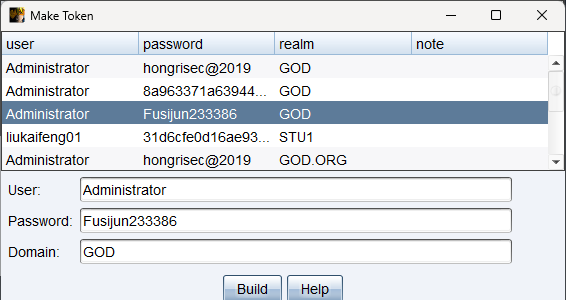 Make Token
user password realm note
Administrator hongrisec@2019 GOD
Administrator 8a963371a63944... GOD
Administrator Fusijun233386 GOD
liukaifeng01 31d6cfe0d16ae93... STU1
Administrator hongrisec@2019 GOD.ORG
User: Administrator
Password: Fusijun233386
Domain: GOD
Build Help